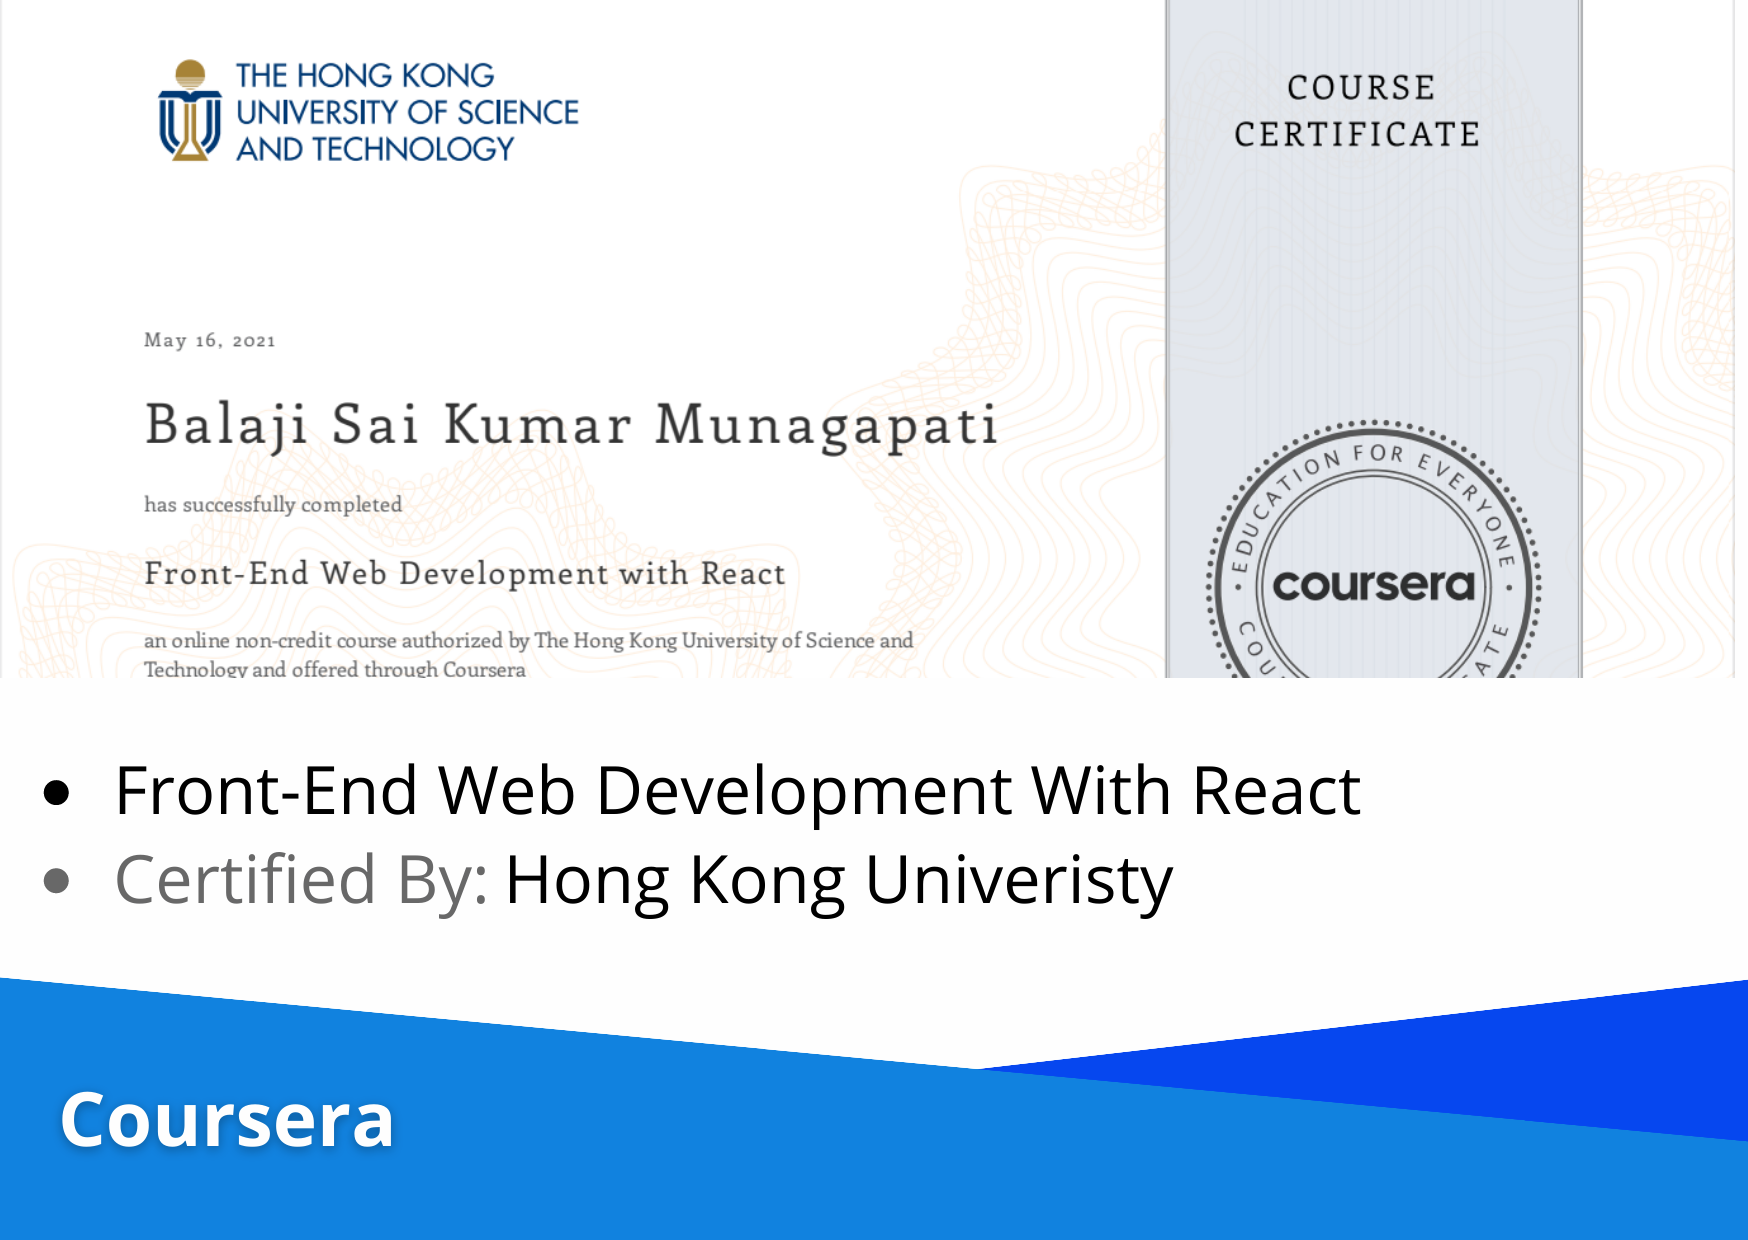 THE HONG KONG
UNIVERSITY OF SCIENCE
AND TECHNOLOGY
COURSE
CERTIFICATE
May 16, 2021
Balaji Sai Kumar Munagapati
has successfully completed
Front-End Web Development with React
an online non-credit course authorized by The Hong Kong University of Science and
Technology and offered through Coursera
EDUCATION FOR EVERYONE
coursera
COU ATE
• Front-End Web Development With React
• Certified By: Hong Kong Univeristy
Coursera